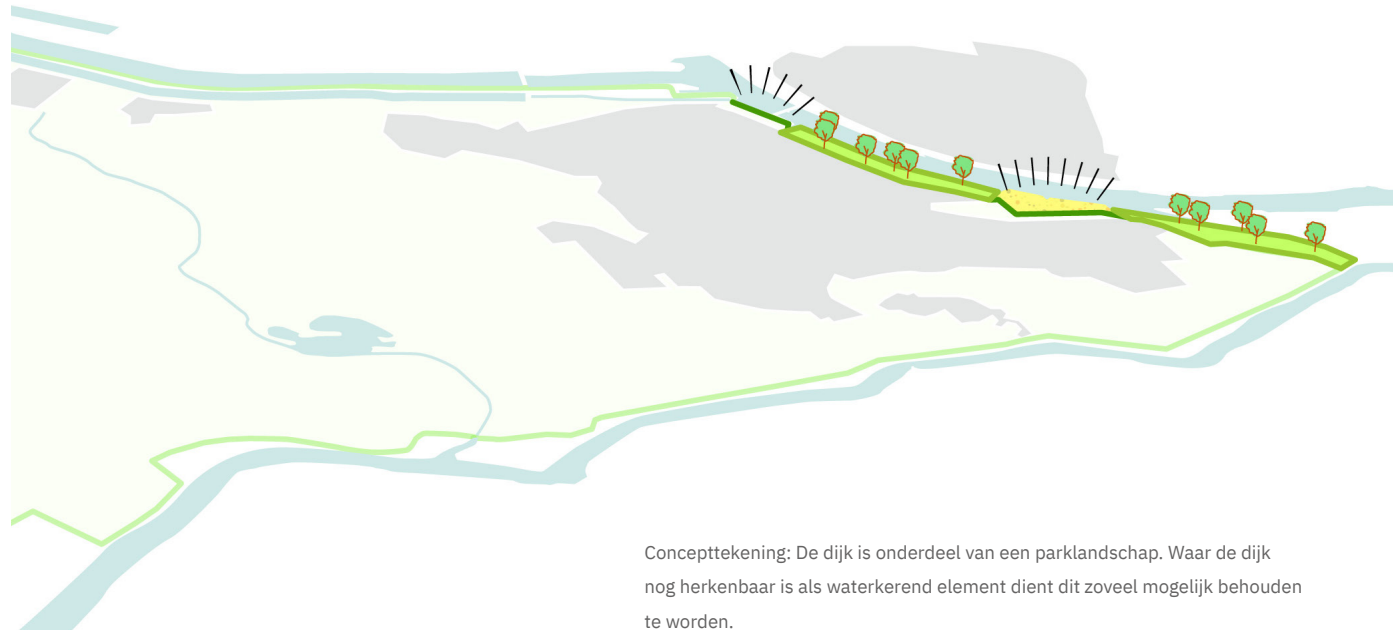 Concepttekening: De dijk is onderdeel van een parklandschap. Waar de dijk
nog herkenbaar is als waterkerend element dient dit zoveel mogelijk behouden
te worden.